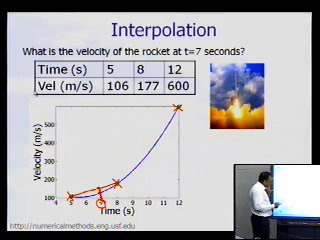 Interpolation
What is the velocity of the rocket at t=7 seconds?
Time (s) 5 8 12
Vel (m/s) 106 177 600
Velocity (m/s)
500
400
300
200
100
4 5 6 7 8 9 10 11 12
Time (s)
http://numericalmethods.eng.usf.edu